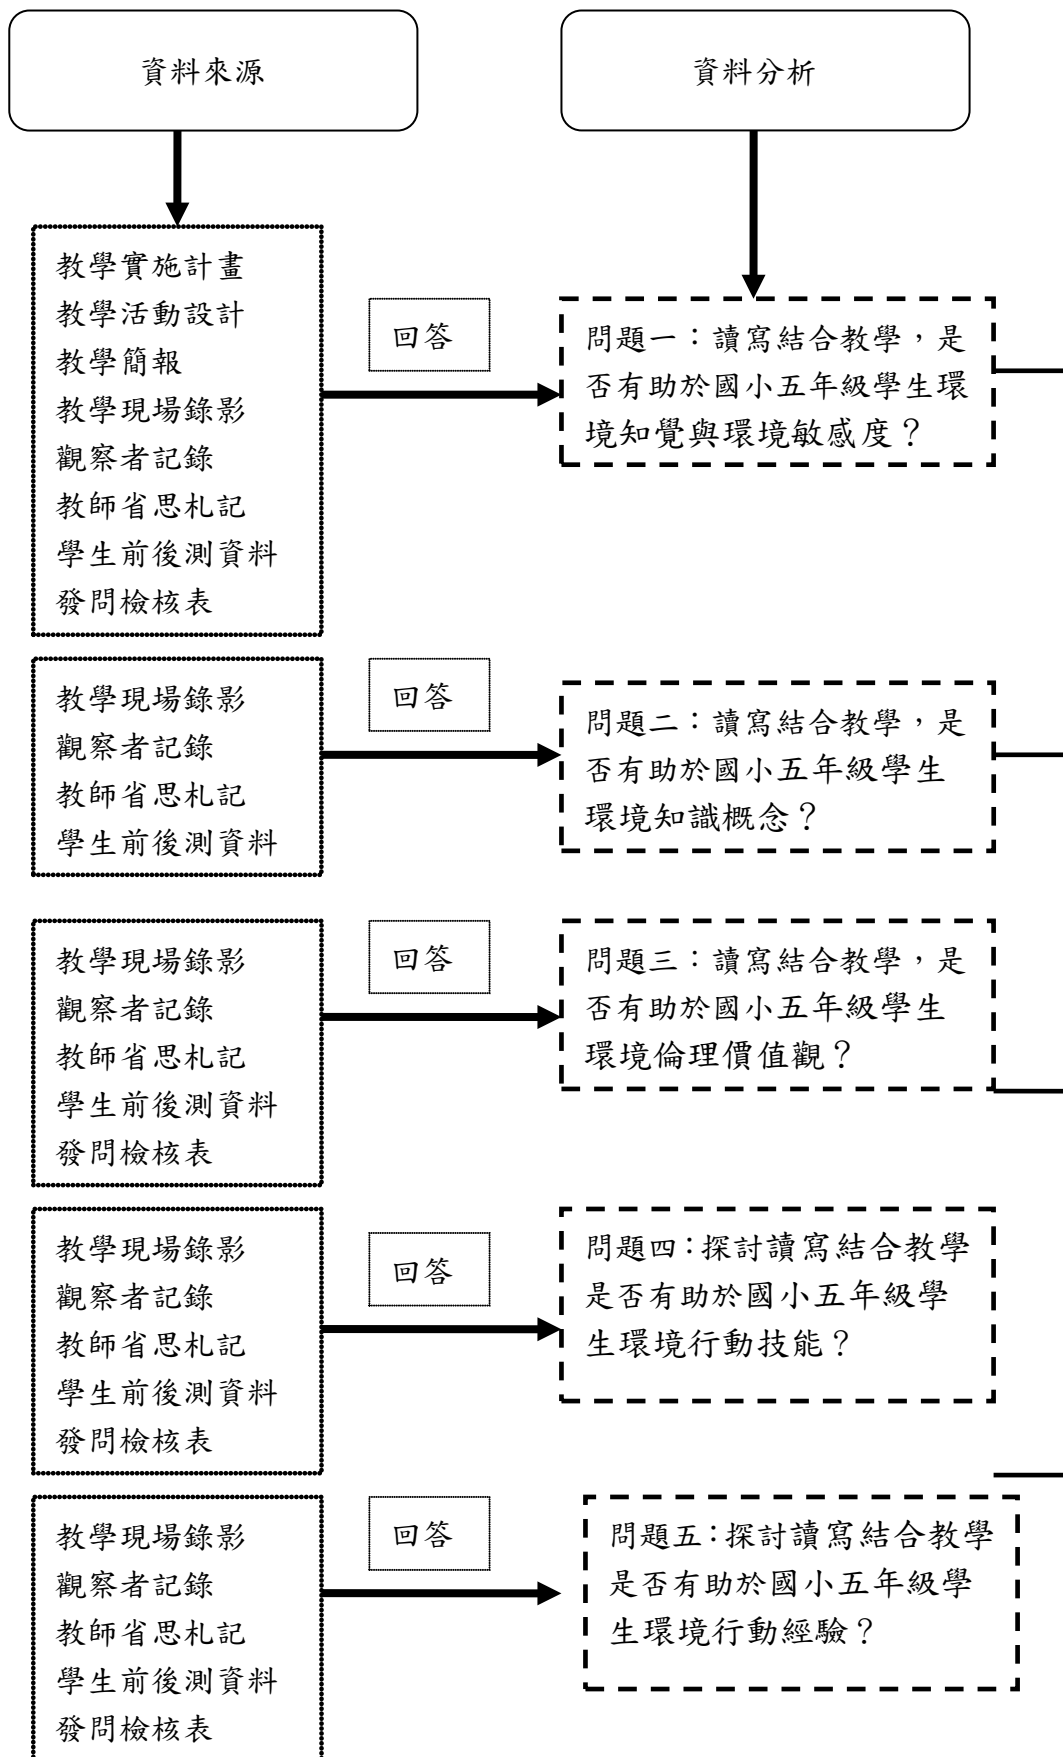 資料來源
資料分析
教學實施計畫
教學活動設計
教學簡報
教學現場錄影
觀察者記錄
教師省思札記
學生前後測資料
發問檢核表
回答
問題一：讀寫結合教學，是
否有助於國小五年級學生環
境知覺與環境敏感度？
教學現場錄影
觀察者記錄
教師省思札記
學生前後測資料
回答
問題二：讀寫結合教學，是
否有助於國小五年級學生
環境知識概念？
教學現場錄影
觀察者記錄
教師省思札記
學生前後測資料
發問檢核表
回答
問題三：讀寫結合教學，是
否有助於國小五年級學生
環境倫理價值觀？
教學現場錄影
觀察者記錄
教師省思札記
學生前後測資料
發問檢核表
回答
問題四：探討讀寫結合教學
是否有助於國小五年級學
生環境行動技能？
教學現場錄影
觀察者記錄
教師省思札記
學生前後測資料
發問檢核表
回答
問題五：探討讀寫結合教學
是否有助於國小五年級學
生環境行動經驗？